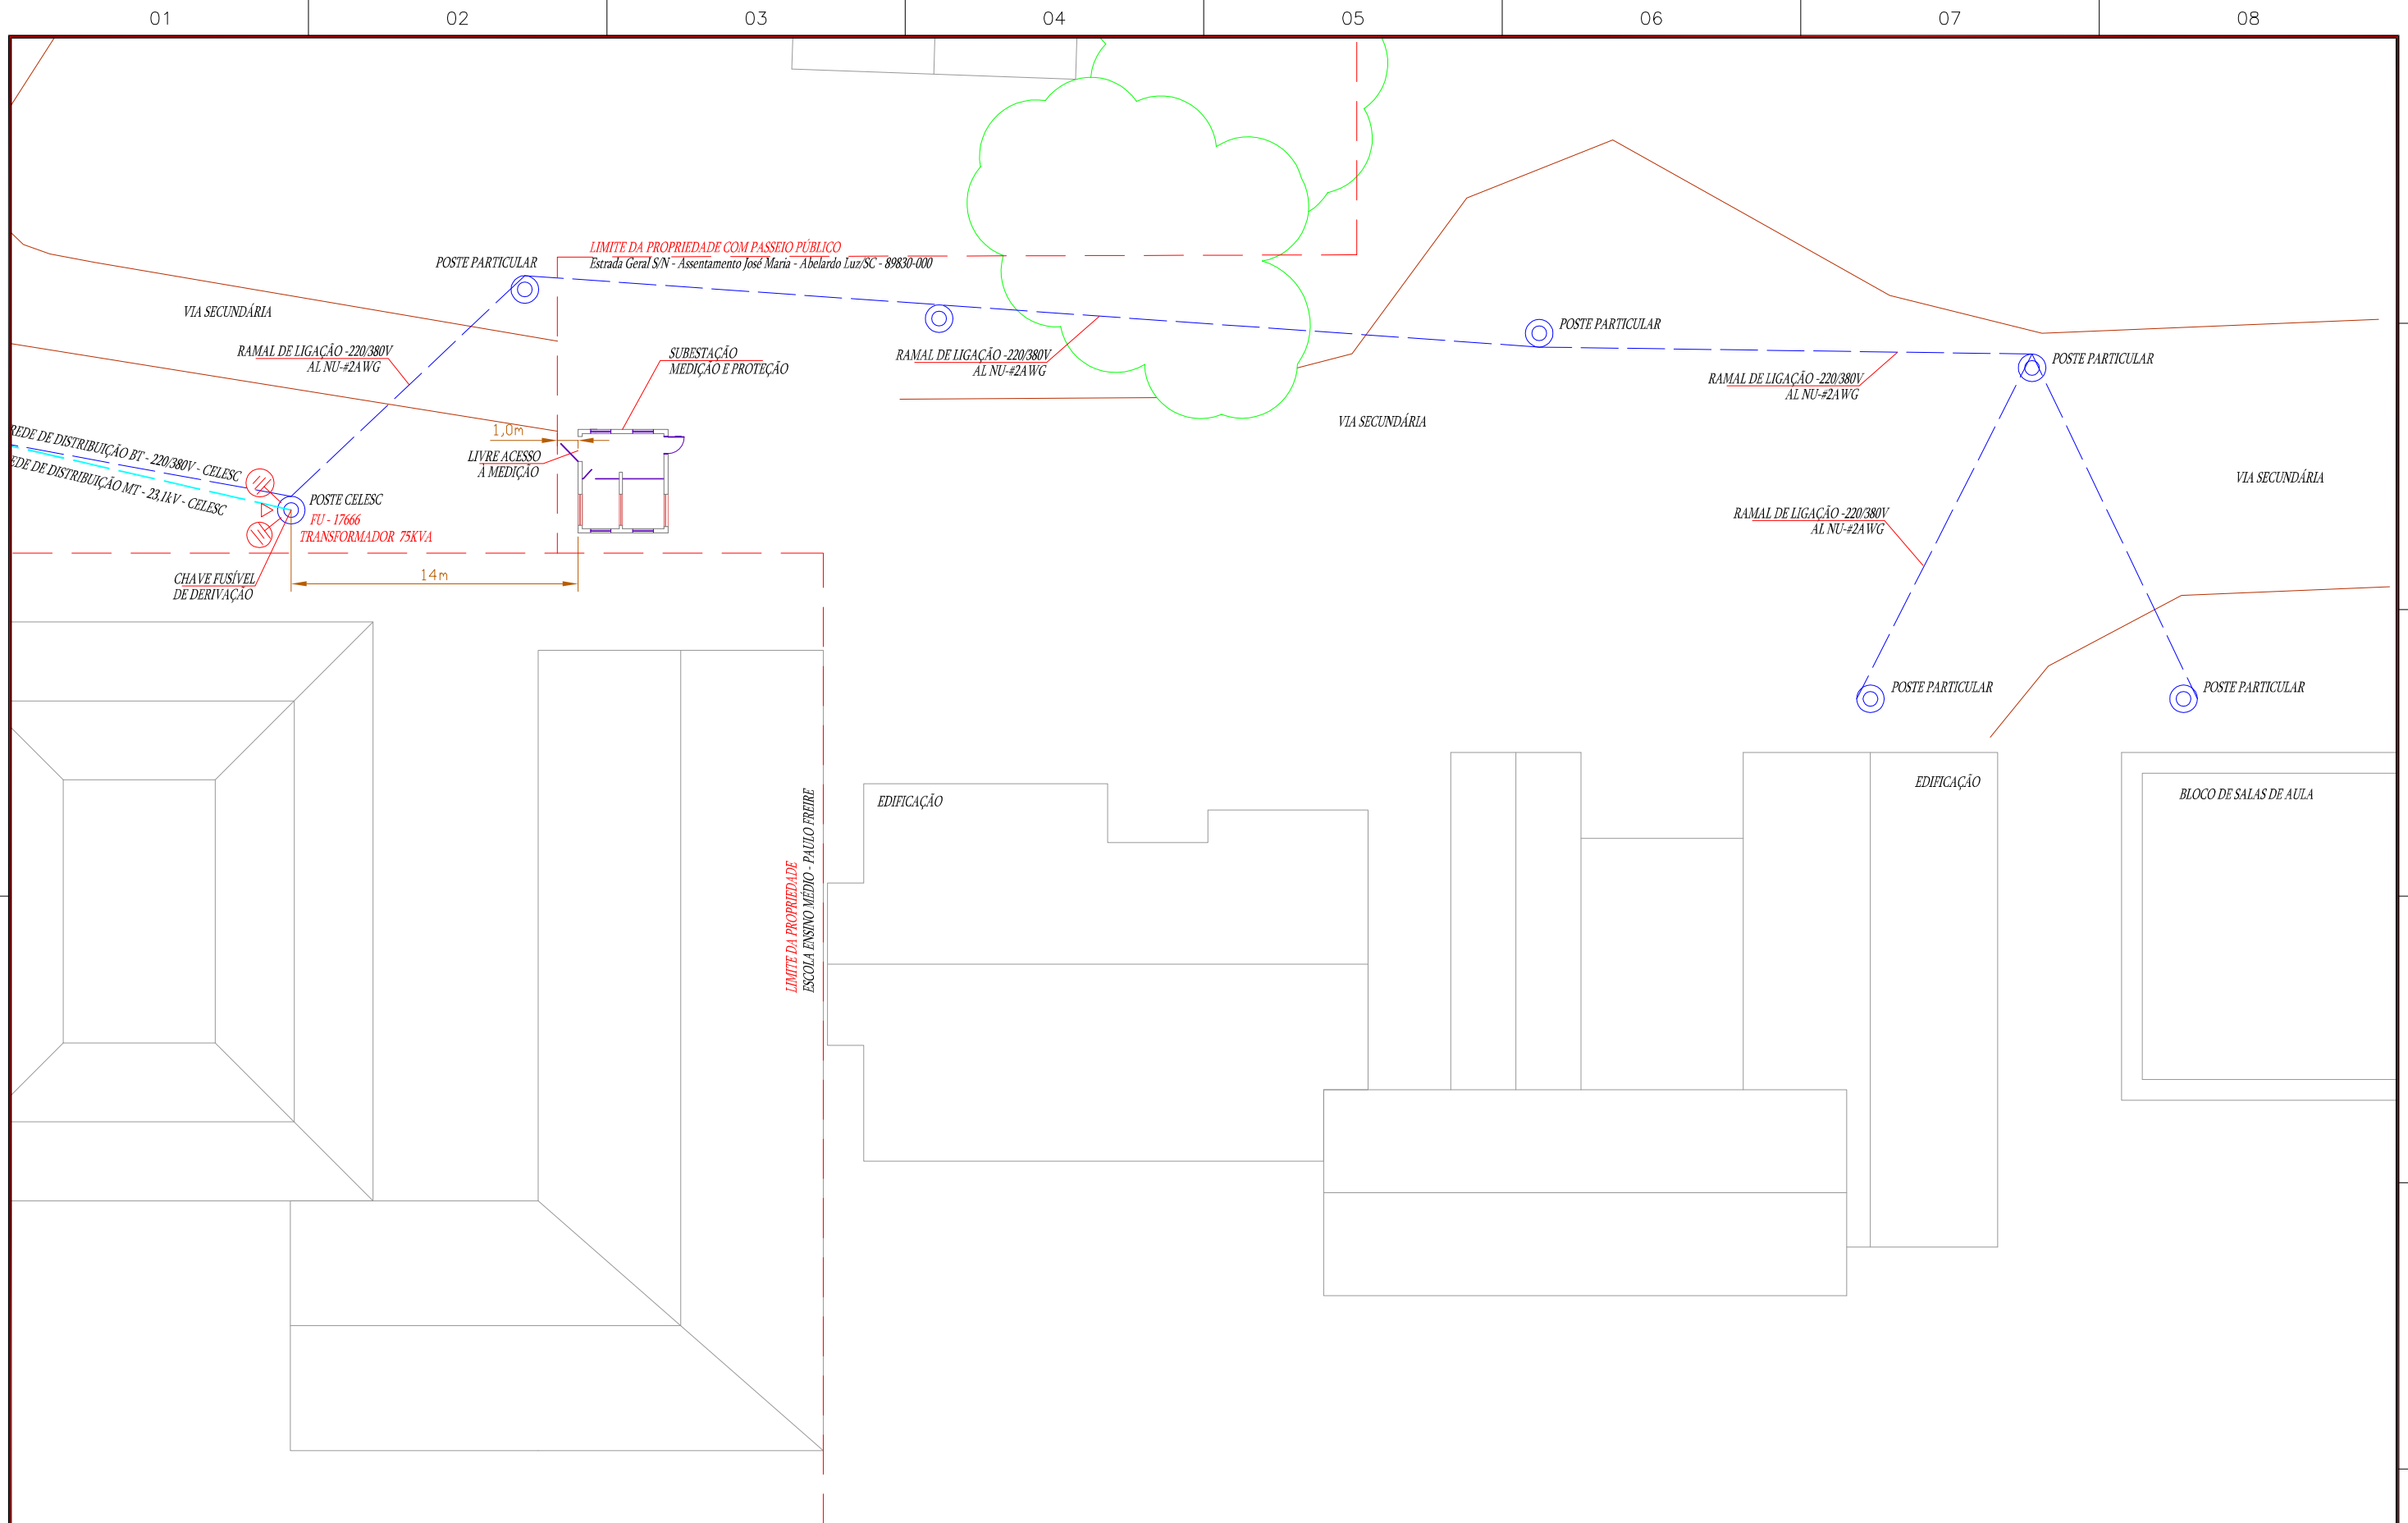 01
02
03
04
05
06
07
08
LIMITE DA PROPRIEDADE COM PASSEIO PÚBLICO
Estrada Geral S/N - Assentamento José Maria - Abelardo Luz/SC - 89830-000
POSTE PARTICULAR
VIA SECUNDÁRIA
RAMAL DE LIGAÇÃO -220/380V
AL NU-#2AWG
SUBESTAÇÃO
MEDIÇÃO E PROTEÇÃO
RAMAL DE LIGAÇÃO -220/380V
AL NU-#2AWG
POSTE PARTICULAR
POSTE PARTICULAR
RAMAL DE LIGAÇÃO -220/380V
AL NU-#2AWG
VIA SECUNDÁRIA
1,0m
LIVRE ACESSO
À MEDIÇÃO
REDE DE DISTRIBUIÇÃO BT - 220/380V - CELESC
EDE DE DISTRIBUIÇÃO MT - 23,1kV - CELESC
POSTE CELESC
FU - 17666
TRANSFORMADOR 75KVA
VIA SECUNDÁRIA
RAMAL DE LIGAÇÃO -220/380V
AL NU-#2AWG
CHAVE FUSÍVEL
DE DERIVAÇÃO
14m
POSTE PARTICULAR
POSTE PARTICULAR
LIMITE DA PROPRIEDADE
ESCOLA ENSINO MÉDIO - PAULO FREIRE
EDIFICAÇÃO
EDIFICAÇÃO
BLOCO DE SALAS DE AULA